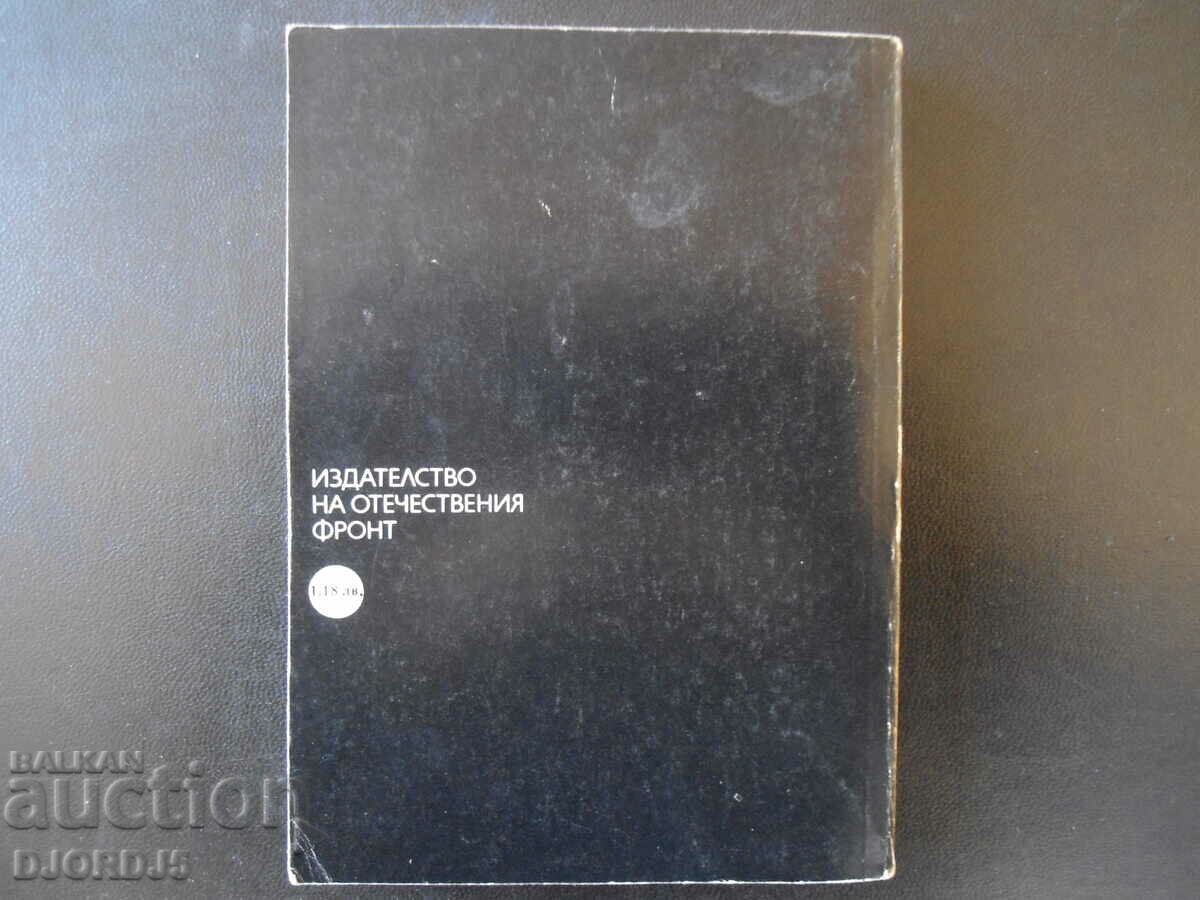 ИЗДАТЕЛСТВО
НА ОТЕЧЕСТВЕНИЯ
ФРОНТ
1.18 лв.
BALKAN
auction
DJORDJ5